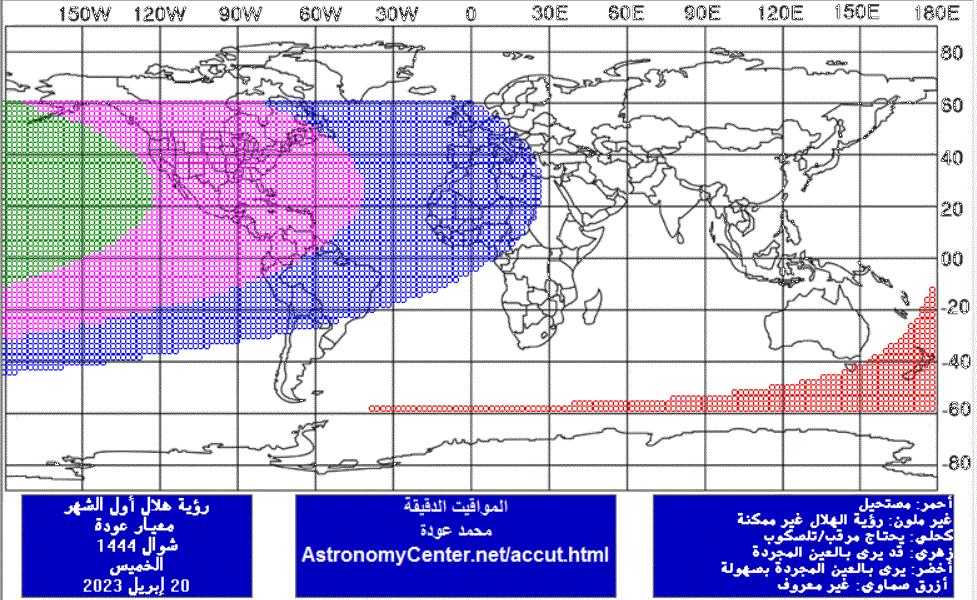 150W 120W 90W 60W 30W 0 30E 60E 90E 120E 150E 180E
80
60
40
20
00
-20
-40
-60
-80
رؤية هلال أول الشهر
معيار عودة
شوال 1444
الخميس
20 إبريل 2023
المواقيت الدقيقة
محمد عودة
AstronomyCenter.net/accut.html
أحمر: مستحيل
غير ملون: رؤية الهلال غير ممكنة
كحلي: يحتاج مرقب/تلسكوب
زهري: قد يرى بالعين المجردة
أخضر: يرى بالعين المجردة بسهولة
أزرق سماوي: غير معروف